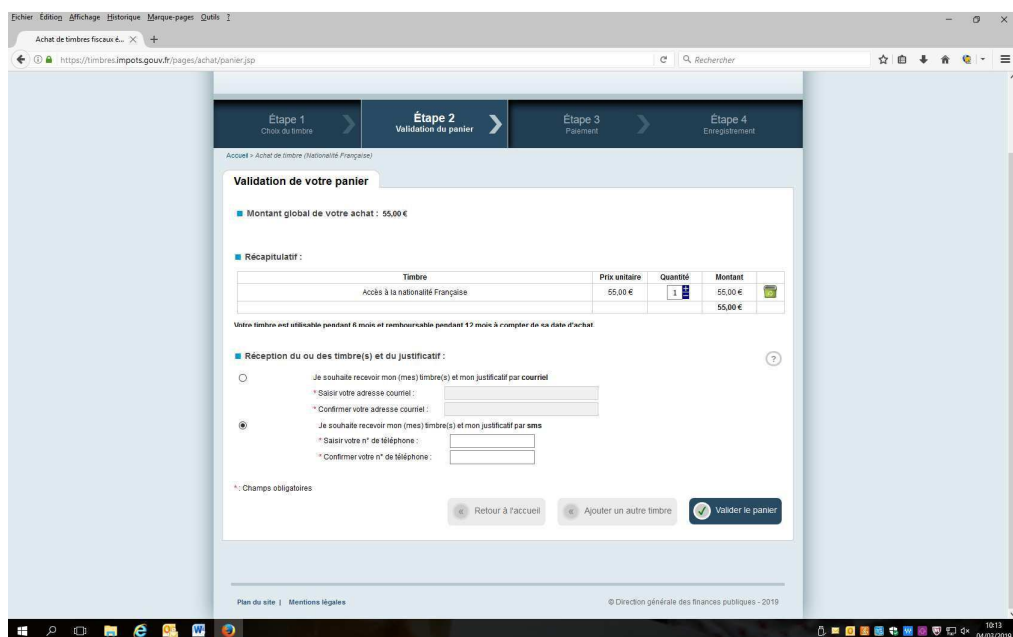 Fichier Édition Affichage Historique Marque-pages Outils ?
Achat de timbres fiscaux é...
https://timbres.impots.gouv.fr/pages/achat/panier.jsp
Rechercher
Étape 1
Choix du timbre
Étape 2
Validation du panier
Étape 3
Paiement
Étape 4
Enregistrement
Accueil > Achat de timbre (Nationalité Française)
Validation de votre panier
Montant global de votre achat : 55,00 €
Récapitulatif :
Timbre Prix unitaire Quantité Montant
Accès à la nationalité Française 55,00 € 1 55,00 €
55,00 €
Votre timbre est utilisable pendant 6 mois et remboursable pendant 12 mois à compter de sa date d'achat.
Réception du ou des timbre(s) et du justificatif :
?
Je souhaite recevoir mon (mes) timbre(s) et mon justificatif par courriel
* Saisir votre adresse courriel :
* Confirmer votre adresse courriel :
Je souhaite recevoir mon (mes) timbre(s) et mon justificatif par sms
* Saisir votre n° de téléphone :
* Confirmer votre n° de téléphone :
* : Champs obligatoires
Retour à l'accueil
Ajouter un autre timbre
Valider le panier
Plan du site | Mentions légales
© Direction générale des finances publiques - 2019
10:13
04/03/2019